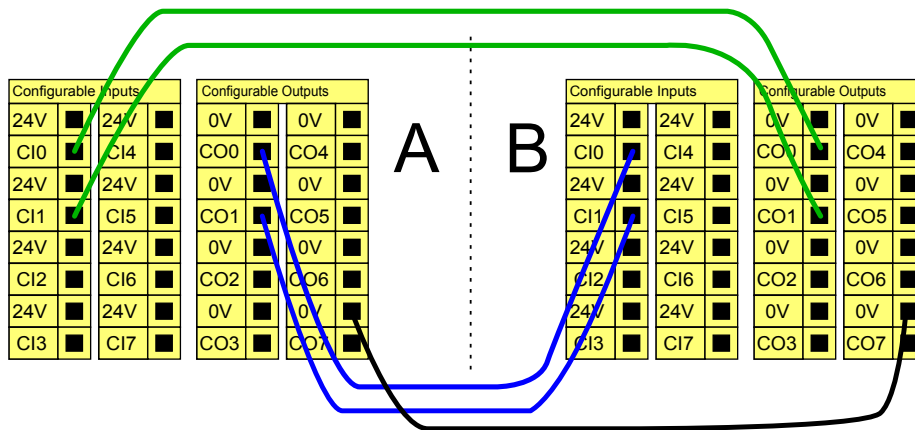 Configurable Inputs
24V 24V
CI0 CI4
24V 24V
CI1 CI5
24V 24V
CI2 CI6
24V 24V
CI3 CI7
Configurable Outputs
0V 0V
CO0 CO4
0V 0V
CO1 CO5
0V 0V
CO2 CO6
0V 0V
CO3 CO7
A
B
Configurable Inputs
24V 24V
CI0 CI4
24V 24V
CI1 CI5
24V 24V
CI2 CI6
24V 24V
CI3 CI7
Configurable Outputs
0V 0V
CO0 CO4
0V 0V
CO1 CO5
0V 0V
CO2 CO6
0V 0V
CO3 CO7